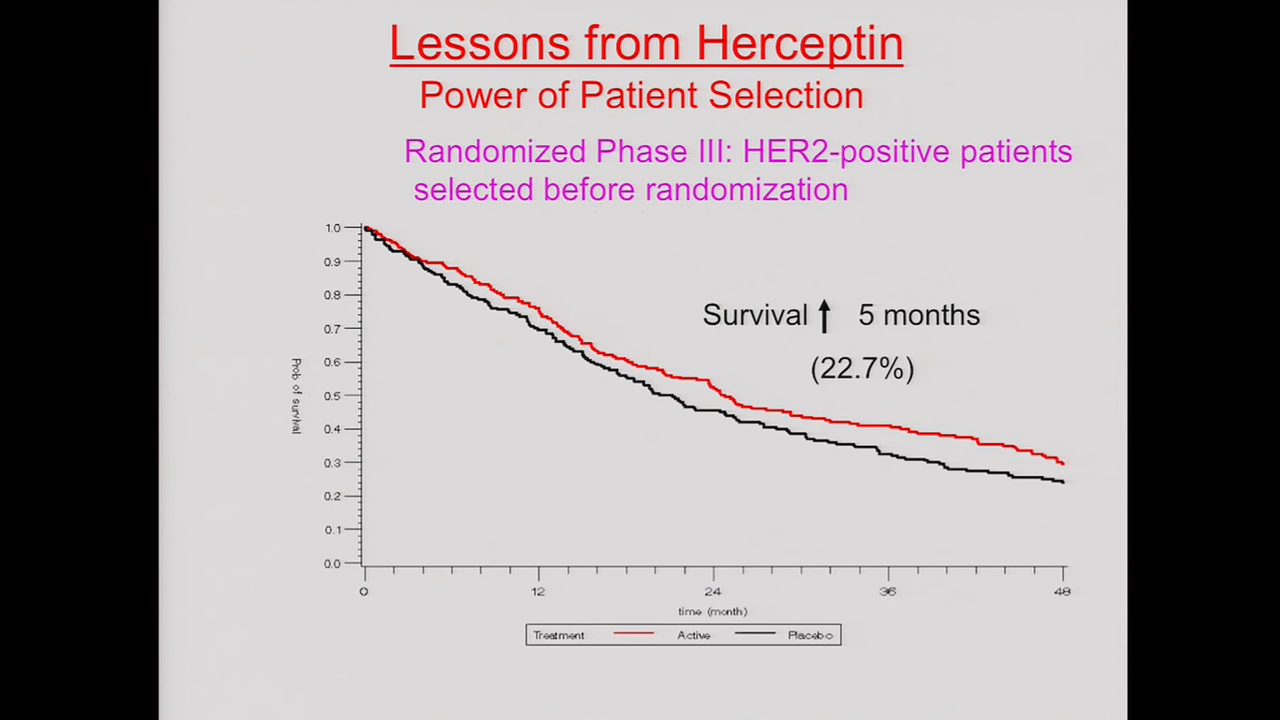 Lessons from Herceptin
Power of Patient Selection
Randomized Phase III: HER2-positive patients
selected before randomization
Survival ↑ 5 months
(22.7%)
Prob of survival
1.0
0.9
0.8
0.7
0.6
0.5
0.4
0.3
0.2
0.1
0.0
0 12 24 36 48
time (month)
Treatment Active Placebo